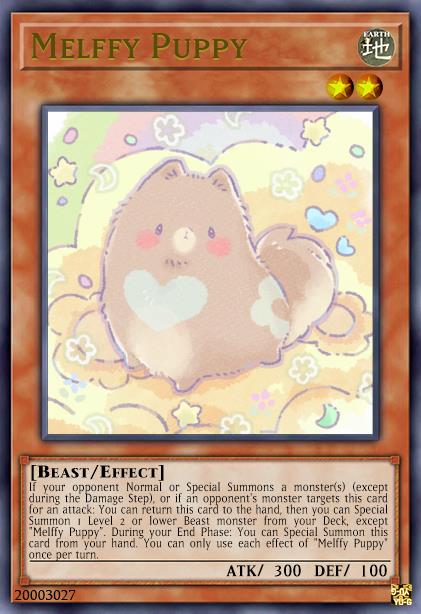 Melffy Puppy
EARTH
地
[Beast/Effect]
If your opponent Normal or Special Summons a monster(s) (except
during the Damage Step), or if an opponent's monster targets this card
for an attack: You can return this card to the hand, then you can Special
Summon 1 Level 2 or lower Beast monster from your Deck, except
"Melffy Puppy". During your End Phase: You can Special Summon this
card from your hand. You can only use each effect of "Melffy Puppy"
once per turn.
ATK/ 300 DEF/ 100
20003027